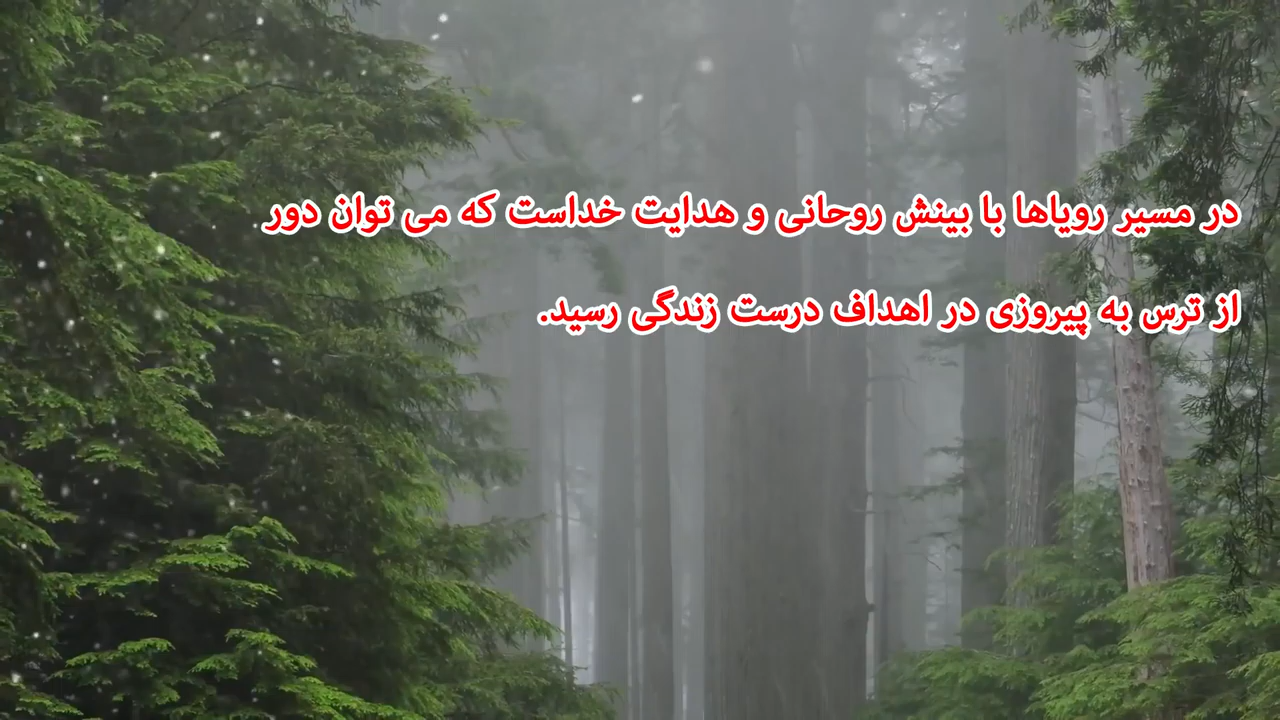 در مسیر رویاها با بینش روحانی و هدایت خداست که می توان دور
از ترس به پیروزی در اهداف درست زندگی رسید.